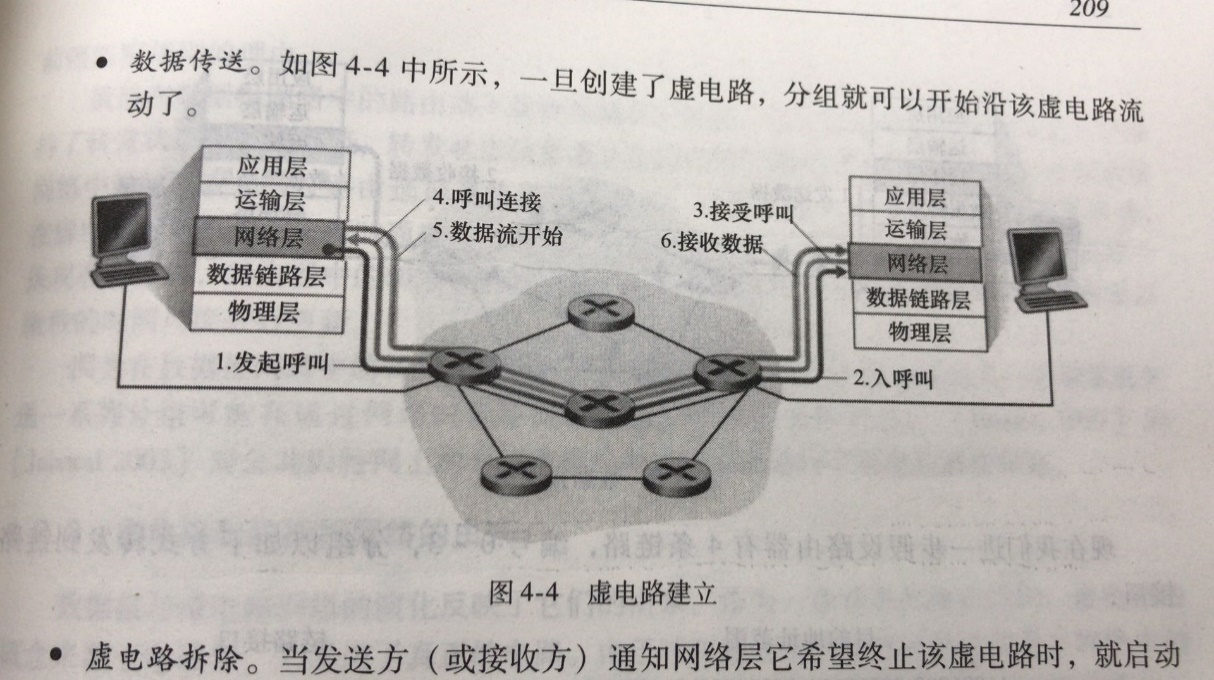 209
• 数据传送。如图 4-4 中所示，一旦创建了虚电路，分组就可以开始沿该虚电路流
动了。
应用层
运输层
网络层
数据链路层
物理层
4.呼叫连接
5.数据流开始
3.接受呼叫
6.接收数据
应用层
运输层
网络层
数据链路层
物理层
1.发起呼叫
2.入呼叫
图 4-4 虚电路建立
• 虚电路拆除。当发送方（或接收方）通知网络层它希望终止该虚电路时，就启动